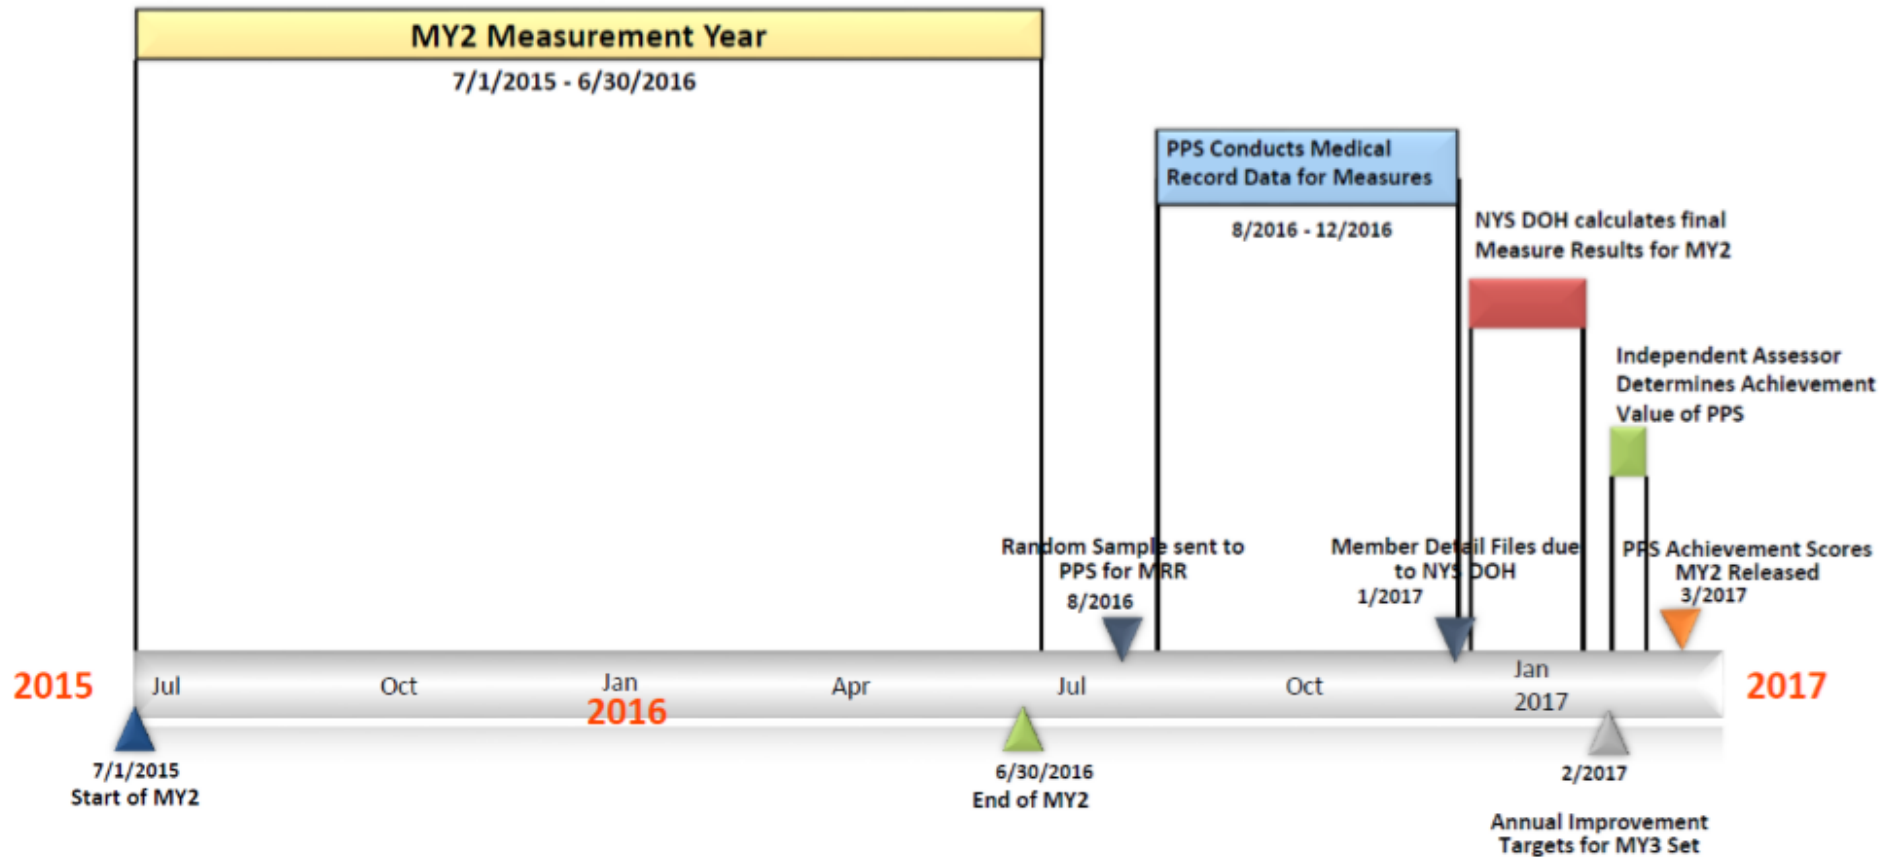 MY2 Measurement Year
7/1/2015 - 6/30/2016
PPS Conducts Medical
Record Data for Measures
8/2016 - 12/2016
NYS DOH calculates final
Measure Results for MY2
Independent Assessor
Determines Achievement
Value of PPS
Random Sample sent to
PPS for MRR
8/2016
Member Detail Files due
to NYS DOH
1/2017
PPS Achievement Scores
MY2 Released
3/2017
2015
Jul
Oct
Jan
2016
Apr
Jul
Oct
Jan
2017
2017
7/1/2015
Start of MY2
6/30/2016
End of MY2
2/2017
Annual Improvement
Targets for MY3 Set